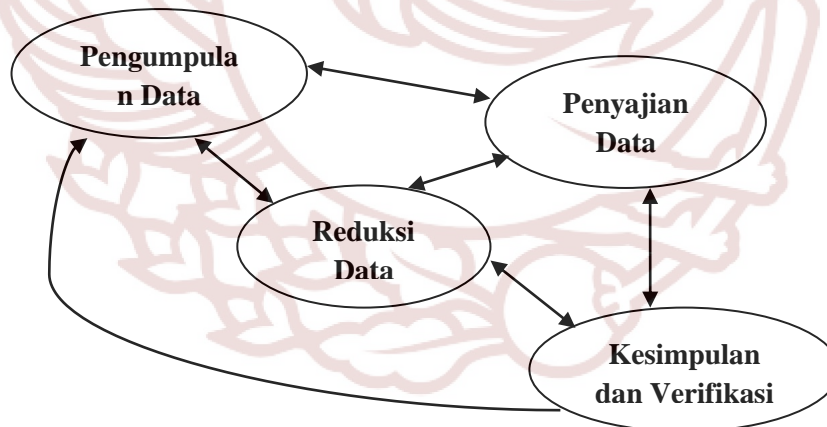 Pengumpula
n Data
Penyajian
Data
Reduksi
Data
Kesimpulan
dan Verifikasi